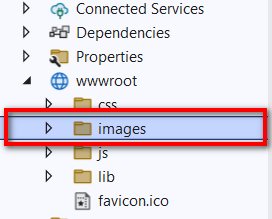 Connected Services
Dependencies
Properties
wwwroot
css
images
js
lib
favicon.ico